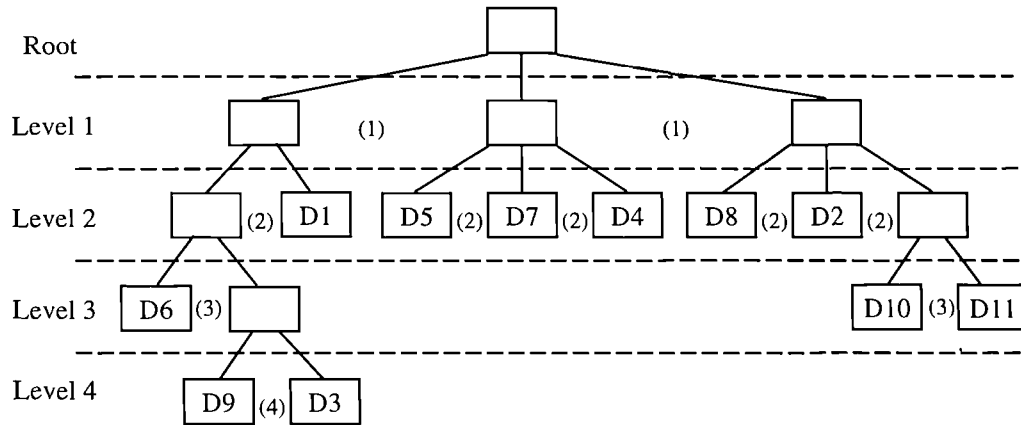 Root
Level 1 (1) (1)
Level 2 (2) D1 D5 (2) D7 (2) D4 D8 (2) D2 (2)
Level 3 D6 (3) D10 (3) D11
Level 4 D9 (4) D3